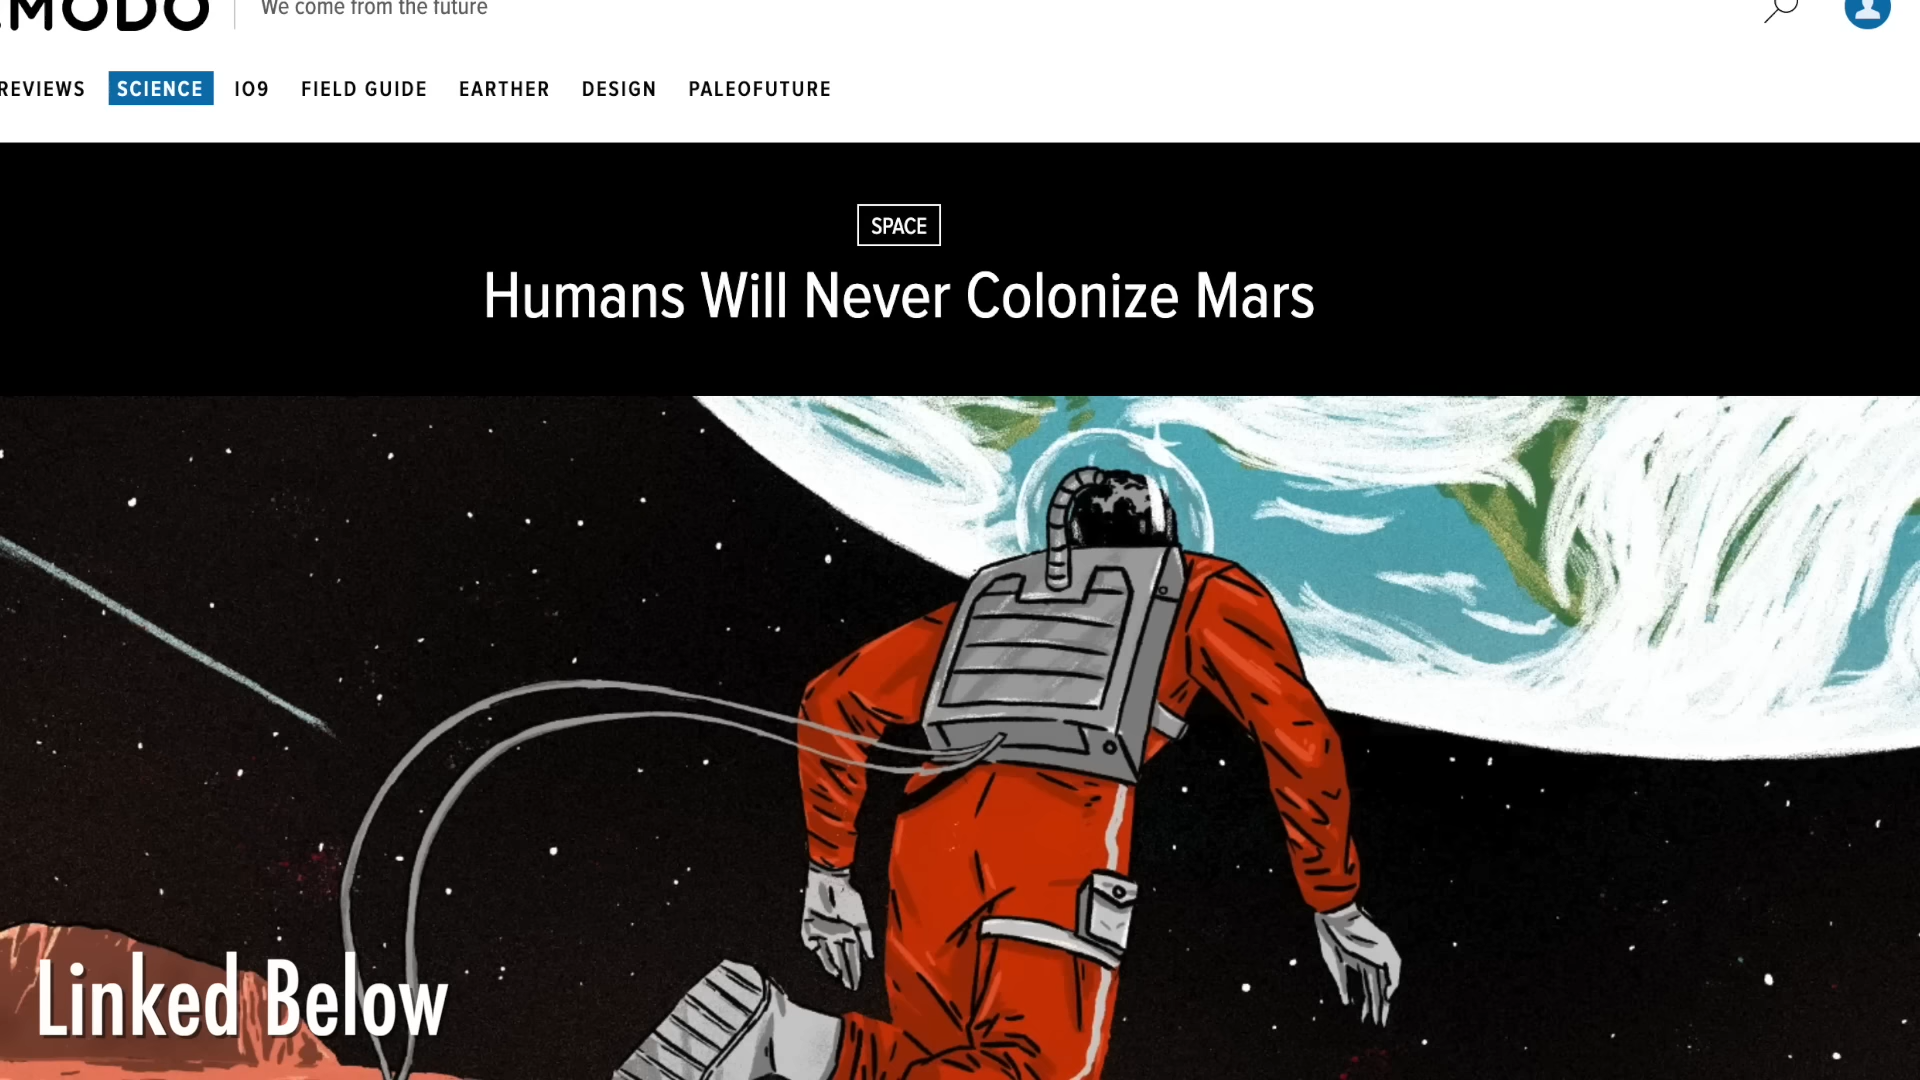 MODO
We come from the future
REVIEWS SCIENCE IO9 FIELD GUIDE EARTHER DESIGN PALEOFUTURE
SPACE
Humans Will Never Colonize Mars
Linked Below